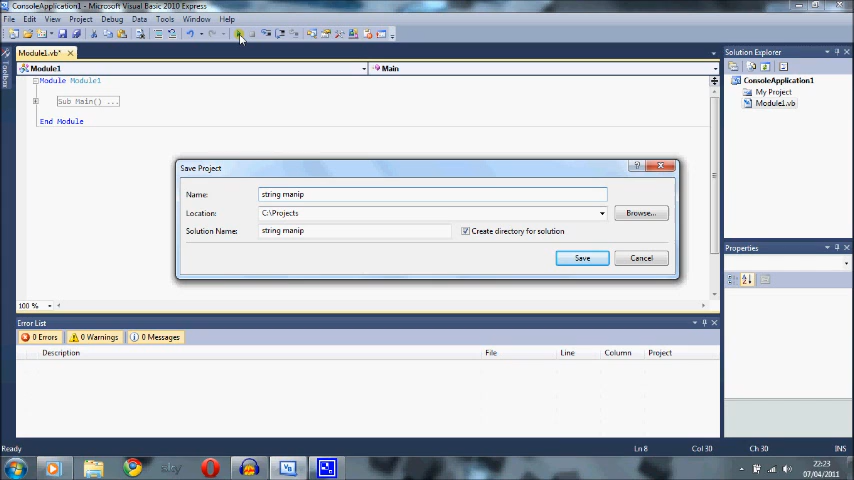 ConsoleApplication1 - Microsoft Visual Basic 2010 Express
File Edit View Project Debug Data Tools Window Help
Module1.vb*
Toolbox
Module1 Main
Module Module1
Sub Main() ...
End Module
100 %
Save Project
Name: string manip
Location: C:\Projects Browse...
Solution Name: string manip Create directory for solution
Save Cancel
Error List
0 Errors 0 Warnings 0 Messages
Description File Line Column Project
Solution Explorer
ConsoleApplication1
My Project
Module1.vb
Properties
Ready Ln 8 Col 30 Ch 30
sky
VB
22:23
07/04/2011